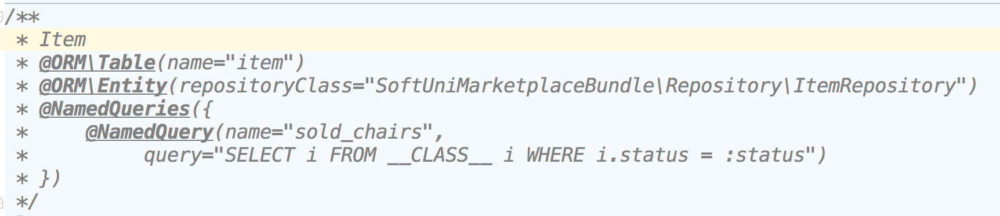 /**
 * Item
 * @ORM\Table(name="item")
 * @ORM\Entity(repositoryClass="SoftUniMarketplaceBundle\Repository\ItemRepository")
 * @NamedQueries({
 *     @NamedQuery(name="sold_chairs",
 *          query="SELECT i FROM __CLASS__ i WHERE i.status = :status")
 * })
 */